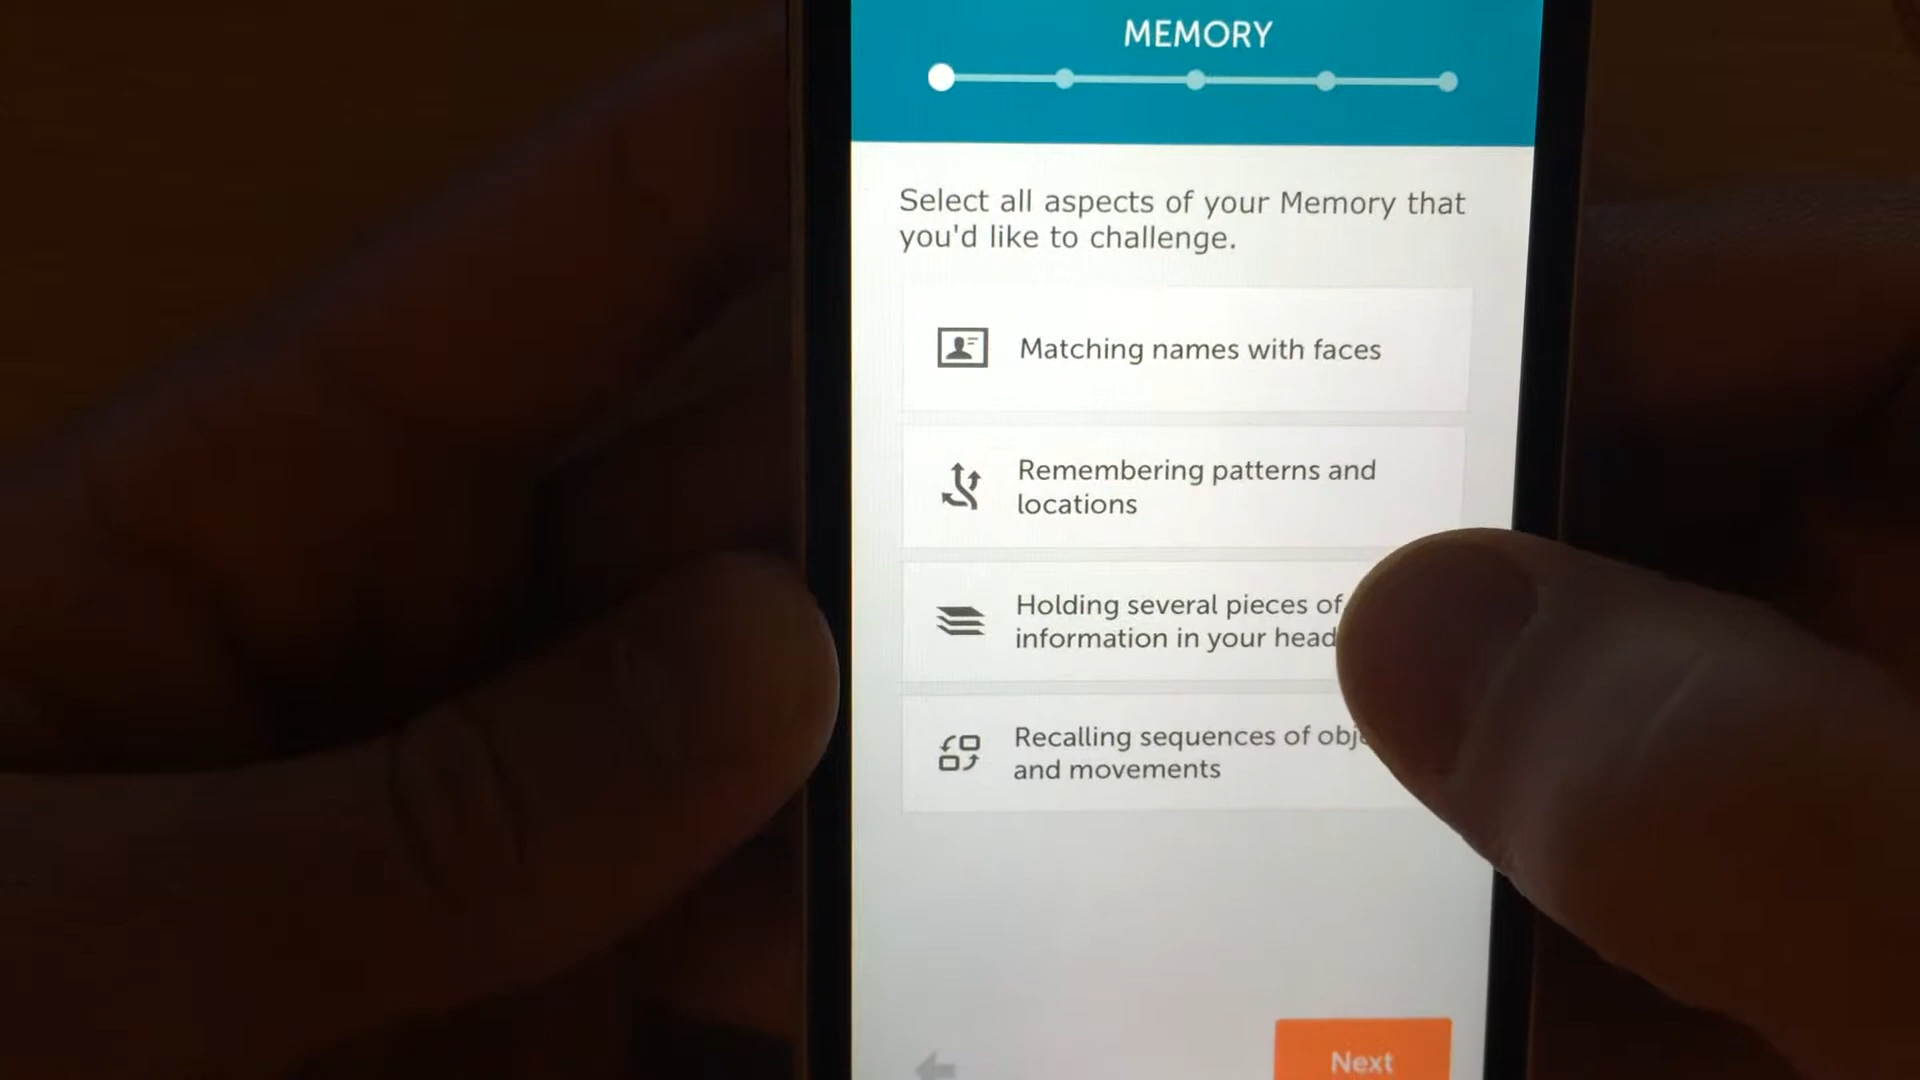 MEMORY
Select all aspects of your Memory that
you'd like to challenge.
Matching names with faces
Remembering patterns and
locations
Holding several pieces of
information in your head
Recalling sequences of
and movements
Next